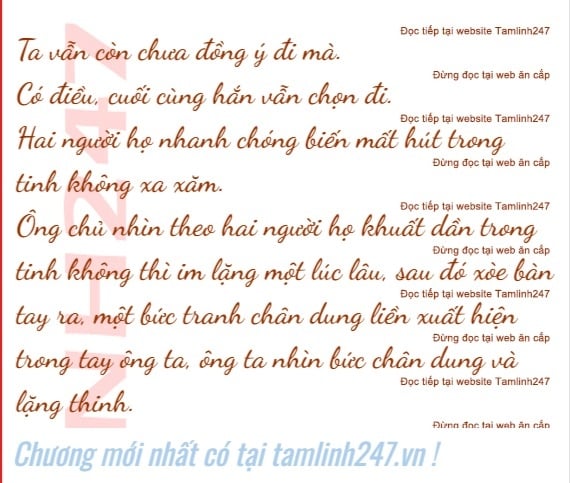 Đọc tiếp tại website Tamlinh247
Ta vẫn còn chưa đồng ý đi mà.
Đừng đọc tại web ăn cắp
Có điều, cuối cùng hắn vẫn chọn đi.
Đọc tiếp tại website Tamlinh247
Hai người họ nhanh chóng biến mất hút trong
Đừng đọc tại web ăn cắp
tinh không xa xăm.
Đọc tiếp tại website Tamlinh247
Ông chủ nhìn theo hai người họ khuất dần trong
Đừng đọc tại web ăn cắp
tinh không thì im lặng một lúc lâu, sau đó xòe bàn
Đọc tiếp tại website Tamlinh247
tay ra, một bức tranh chân dung liền xuất hiện
Đừng đọc tại web ăn cắp
trong tay ông ta, ông ta nhìn bức chân dung và
Đọc tiếp tại website Tamlinh247
lặng thinh.
Đừng đọc tại web ăn cắp
NH247
Chương mới nhất có tại tamlinh247.vn !